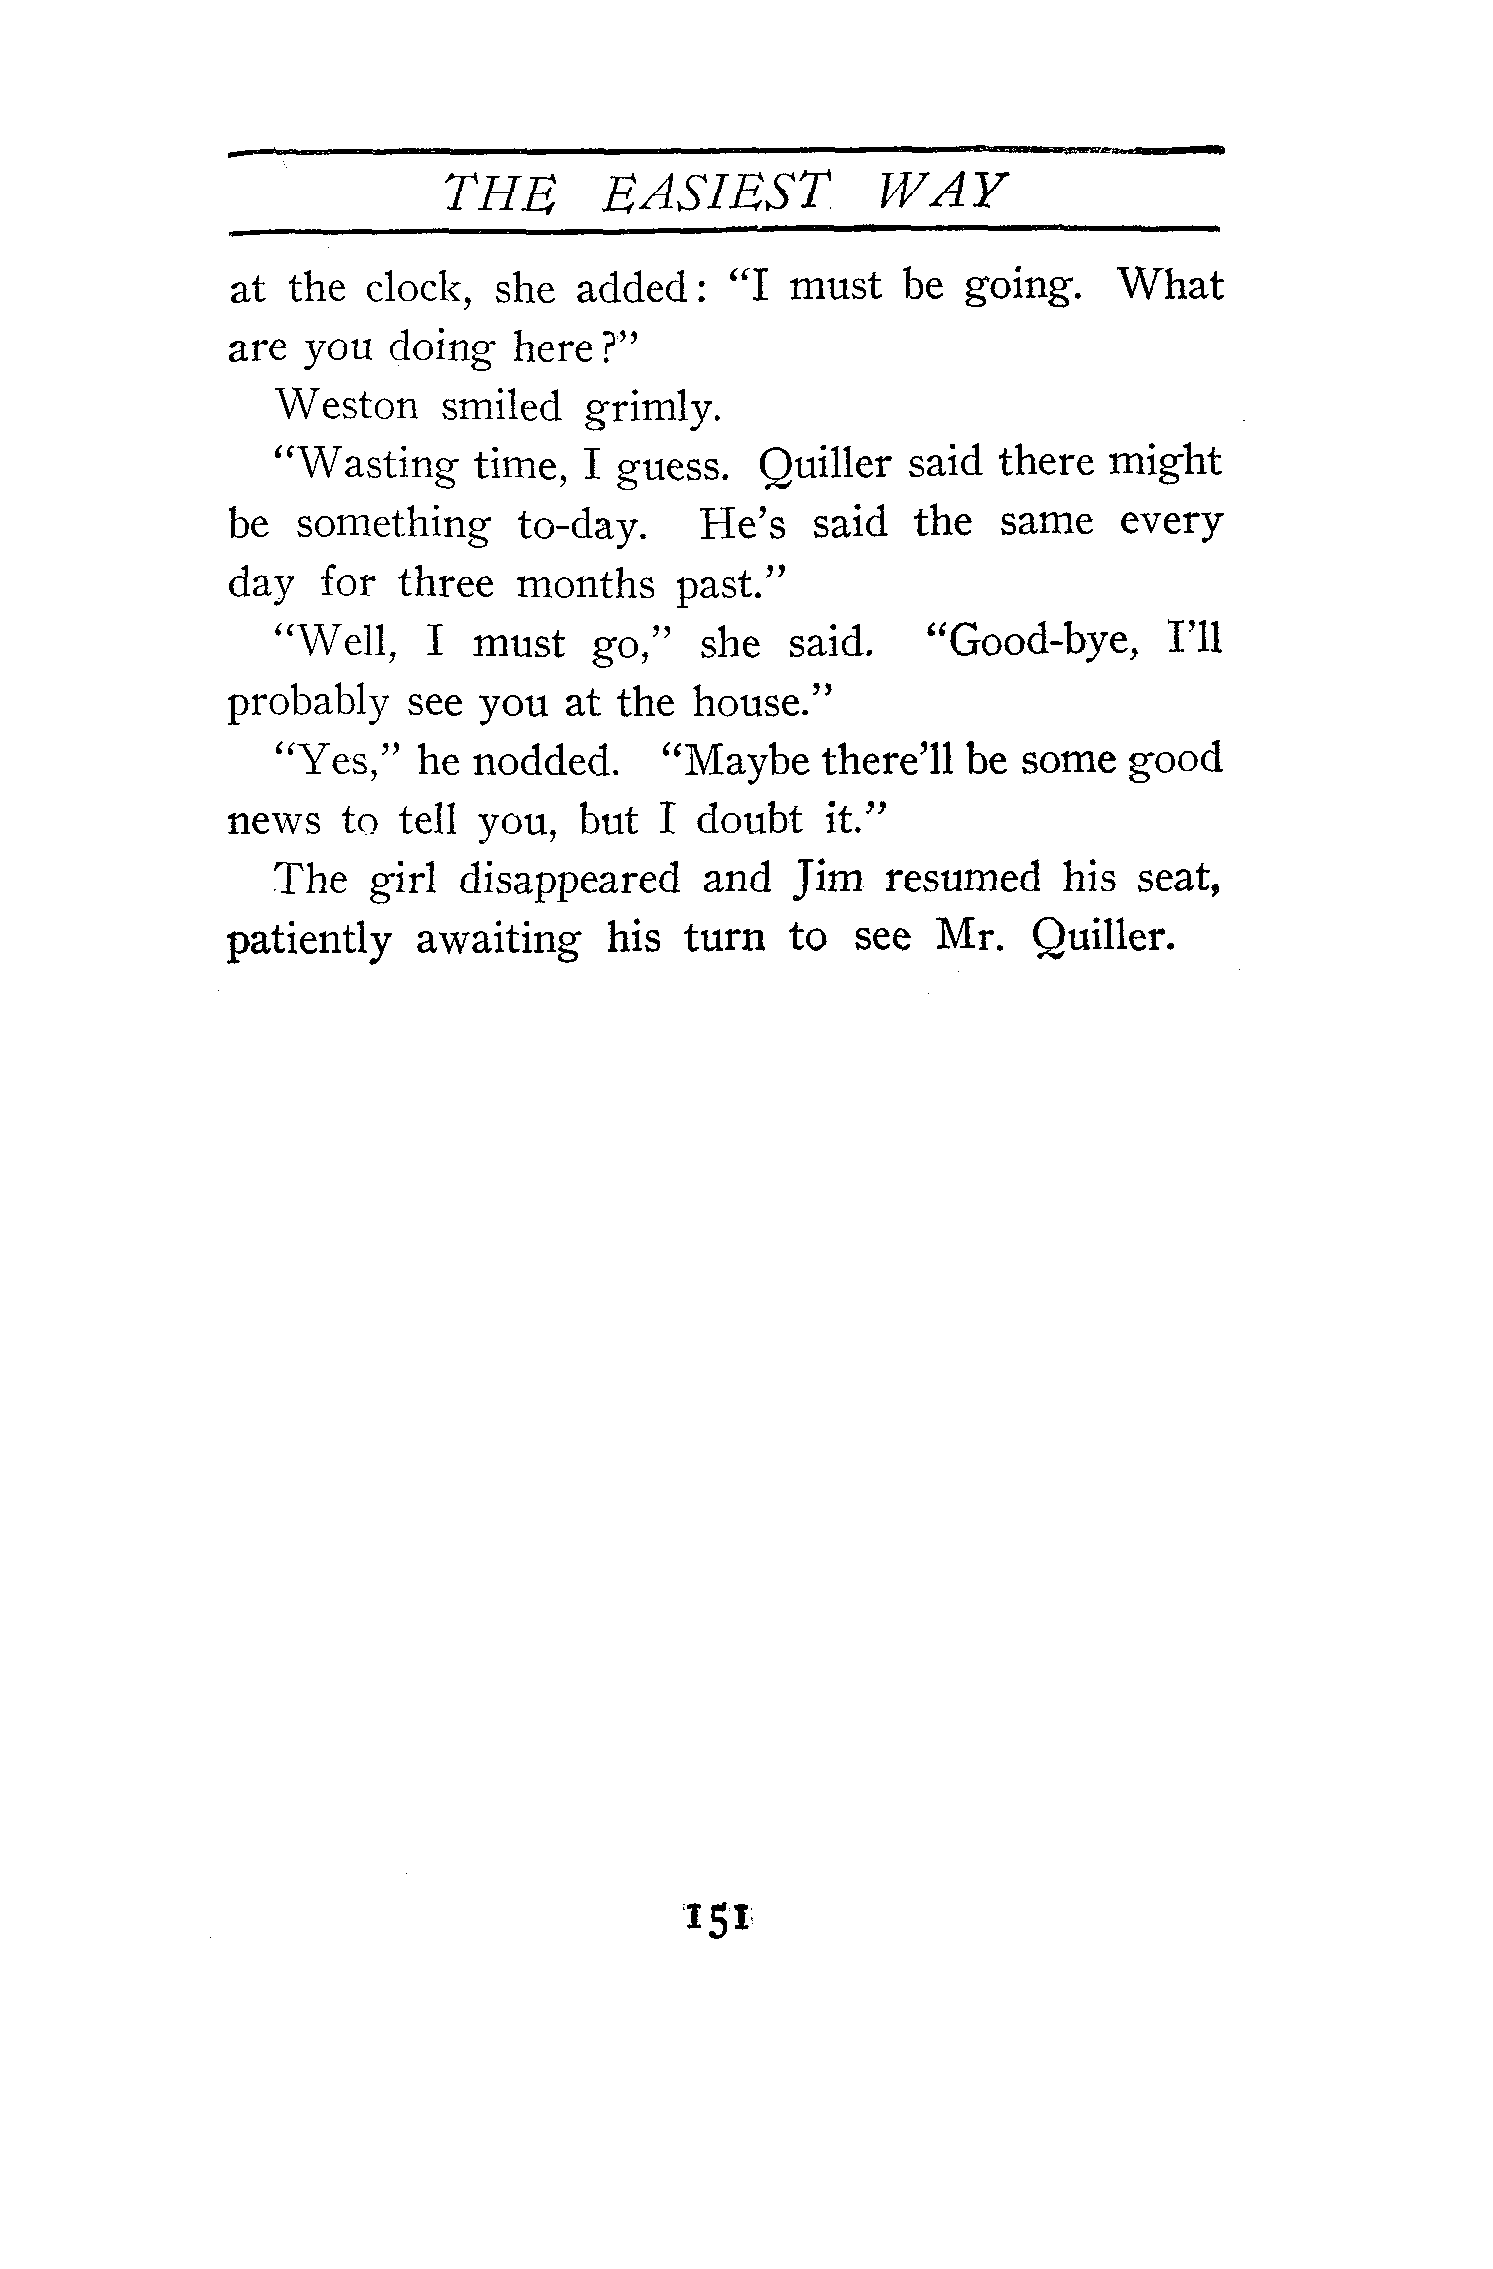 THE EASIEST WAY
at the clock, she added: “I must be going. What
are you doing here?”
Weston smiled grimly.
“Wasting time, I guess. Quiller said there might
be something to-day. He’s said the same every
day for three months past.”
“Well, I must go,” she said. “Good-bye, I’ll
probably see you at the house.”
“Yes,” he nodded. “Maybe there’ll be some good
news to tell you, but I doubt it.”
The girl disappeared and Jim resumed his seat,
patiently awaiting his turn to see Mr. Quiller.
151